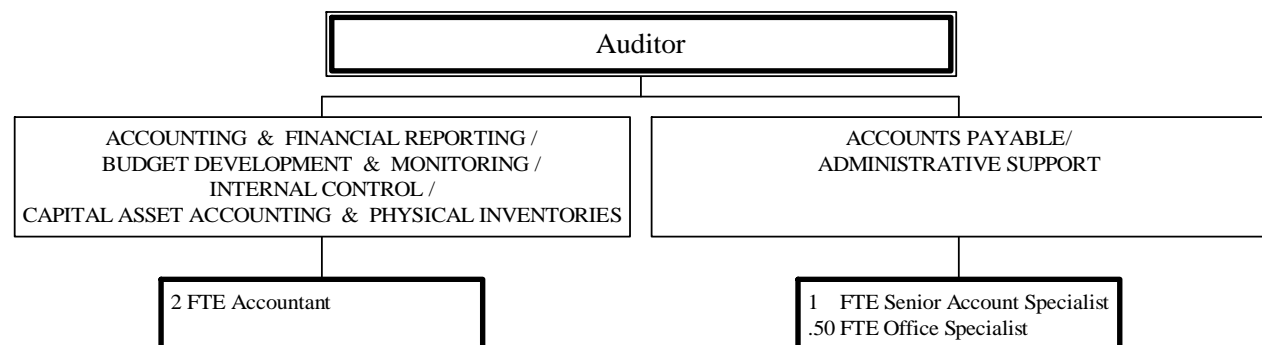 Auditor
ACCOUNTING & FINANCIAL REPORTING /
BUDGET DEVELOPMENT & MONITORING /
INTERNAL CONTROL /
CAPITAL ASSET ACCOUNTING & PHYSICAL INVENTORIES
ACCOUNTS PAYABLE/
ADMINISTRATIVE SUPPORT
2 FTE Accountant
1 FTE Senior Account Specialist
.50 FTE Office Specialist